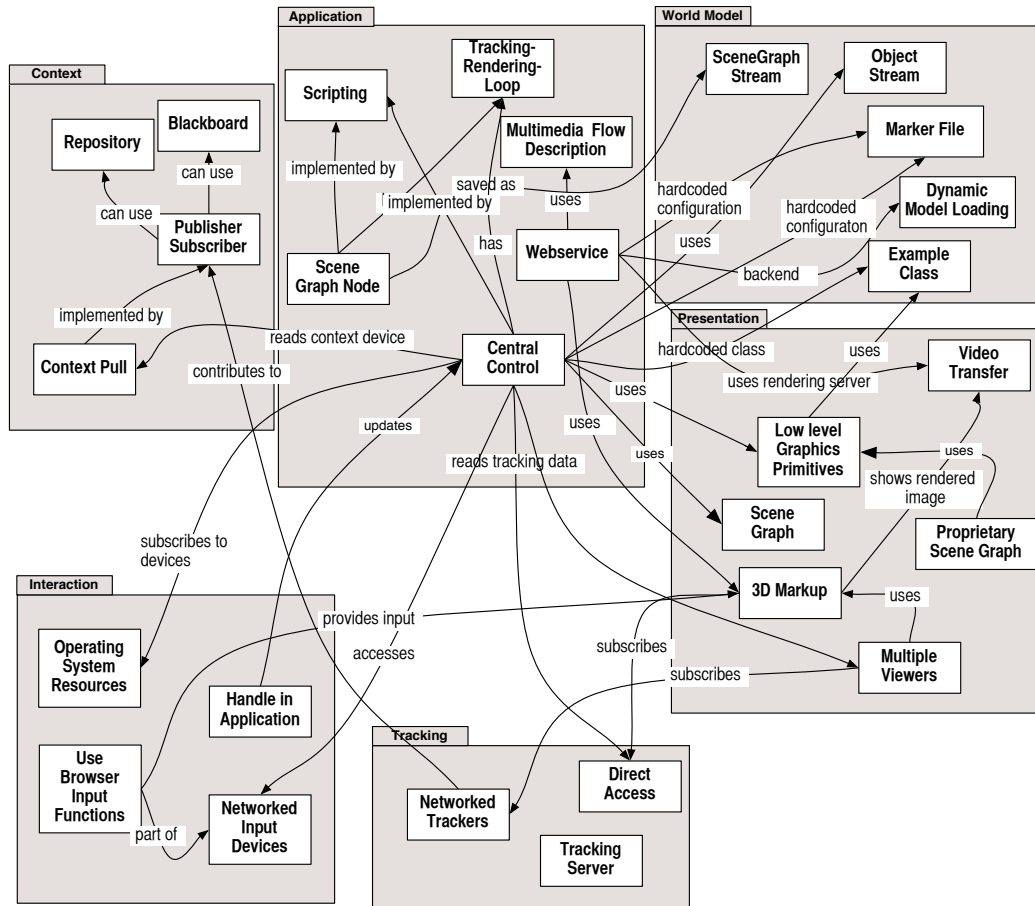 Application
World Model
Context
Tracking-
Rendering-
Loop
SceneGraph
Stream
Object
Stream
Scripting
Blackboard
Repository
Multimedia Flow
Description
Marker File
implemented by
can use
saved as
hardcoded
configuration
Dynamic
Model Loading
can use
implemented by
uses
hardcoded
configuraton
Publisher
Subscriber
has
uses
Webservice
Example
Class
Scene
Graph Node
backend
implemented by
Presentation
reads context device
Central
Control
hardcoded class
uses
Video
Transfer
Context Pull
contributes to
uses
uses rendering server
updates
uses
Low level
Graphics
Primitives
uses
reads tracking data
uses
shows rendered
image
Scene
Graph
Proprietary
Scene Graph
subscribes to
devices
Interaction
3D Markup
uses
provides input
Operating
System
Resources
accesses
subscribes
subscribes
Multiple
Viewers
Handle in
Application
Tracking
Use
Browser
Input
Functions
Direct
Access
Networked
Trackers
Networked
Input
Devices
part of
Tracking
Server